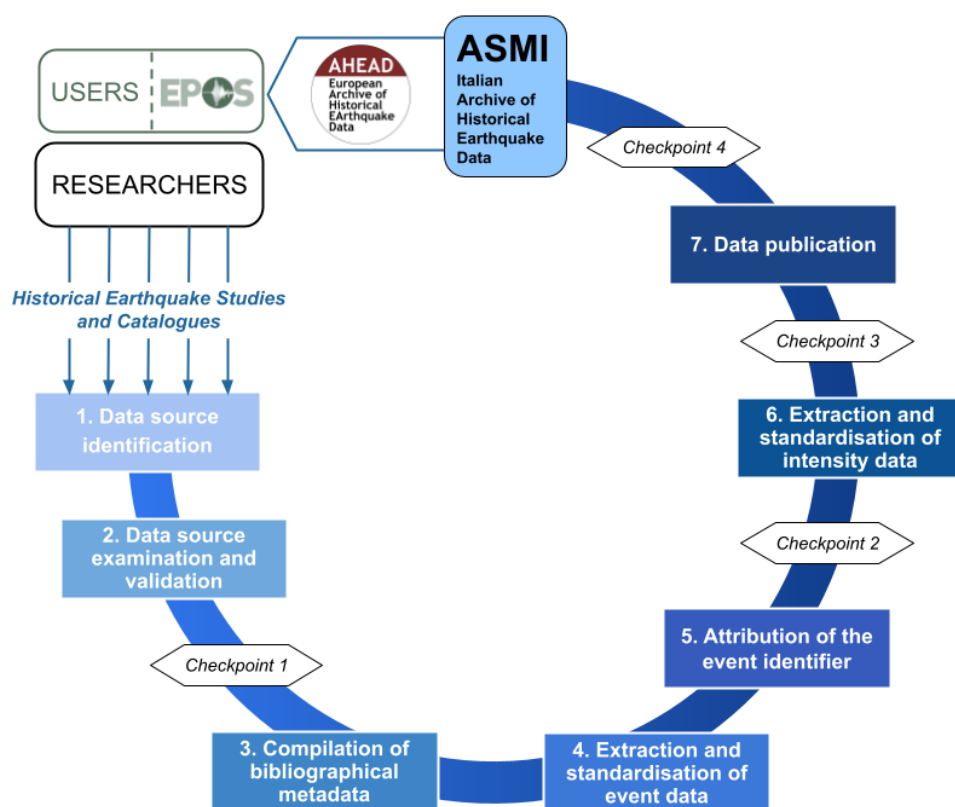 USERS
EPOS
AHEAD
European
Archive of
Historical
EArthquake
Data
ASMI
Italian
Archive of
Historical
Earthquake
Data
RESEARCHERS
Historical Earthquake Studies
and Catalogues
1. Data source
identification
2. Data source
examination and
validation
Checkpoint 1
3. Compilation of
bibliographical
metadata
4. Extraction and
standardisation of
event data
5. Attribution of the
event identifier
Checkpoint 2
6. Extraction and
standardisation of
intensity data
Checkpoint 3
7. Data publication
Checkpoint 4